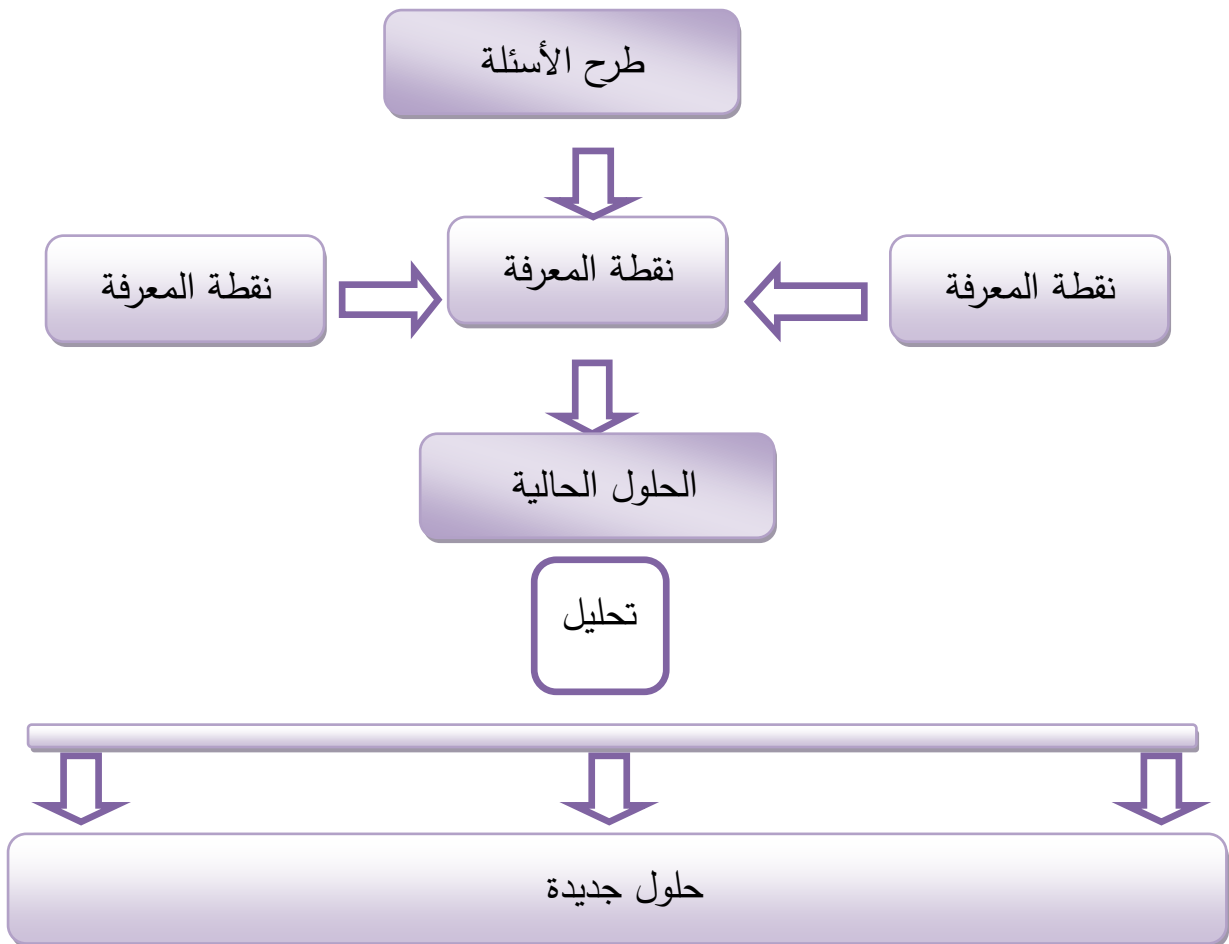 طرح الأسئلة
نقطة المعرفة
نقطة المعرفة
نقطة المعرفة
الحلول الحالية
تحليل
حلول جديدة